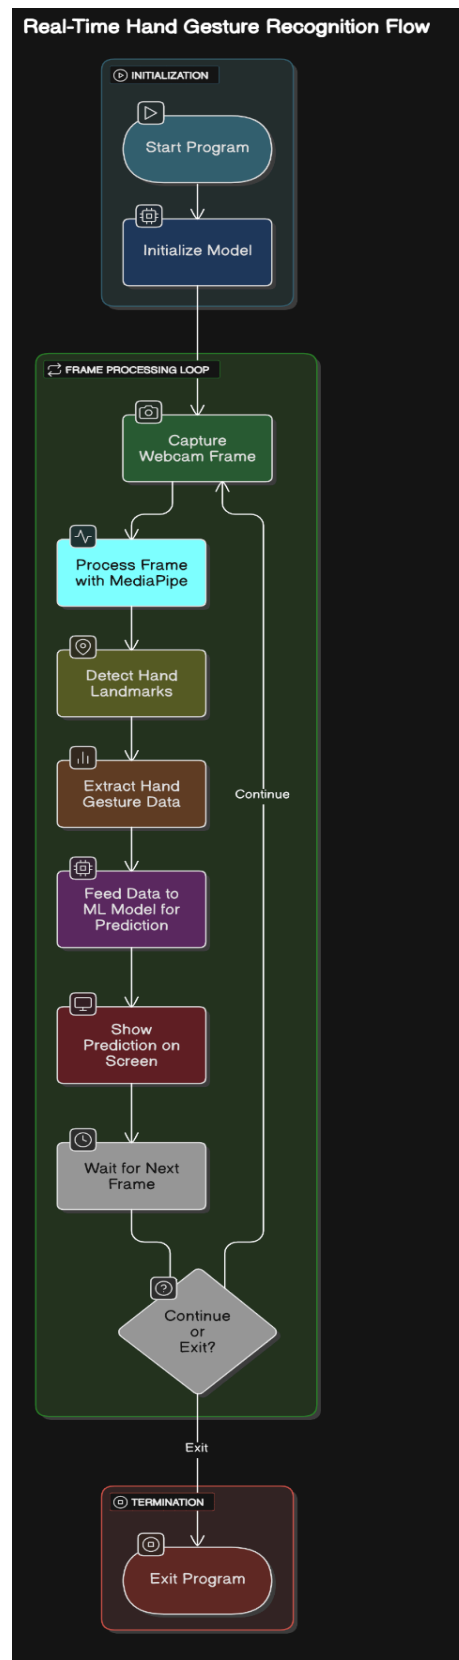 Real-Time Hand Gesture Recognition Flow
INITIALIZATION
Start Program
Initialize Model
FRAME PROCESSING LOOP
Capture
Webcam Frame
Process Frame
with MediaPipe
Detect Hand
Landmarks
Extract Hand
Gesture Data
Continue
Feed Data to
ML Model for
Prediction
Show
Prediction on
Screen
Wait for Next
Frame
Continue
or
Exit?
Exit
TERMINATION
Exit Program